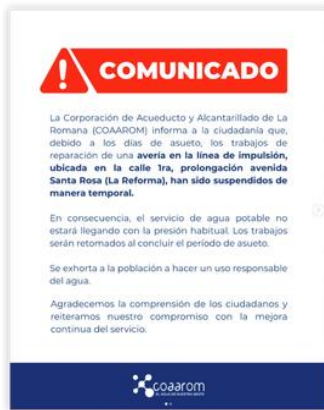 COMUNICADO
La Corporación de Acueducto y Alcantarillado de La
Romana (COAAROM) informa a la ciudadanía que,
debido a los días de asueto, los trabajos de
reparación de una avería en la línea de impulsión,
ubicada en la calle 1ra, prolongación avenida
Santa Rosa (La Reforma), han sido suspendidos de
manera temporal.
En consecuencia, el servicio de agua potable no
estará llegando con la presión habitual. Los trabajos
serán retomados al concluir el período de asueto.
Se exhorta a la población a hacer un uso responsable
del agua.
Agradecemos la comprensión de los ciudadanos y
reiteramos nuestro compromiso con la mejora
continua del servicio.
coaarom